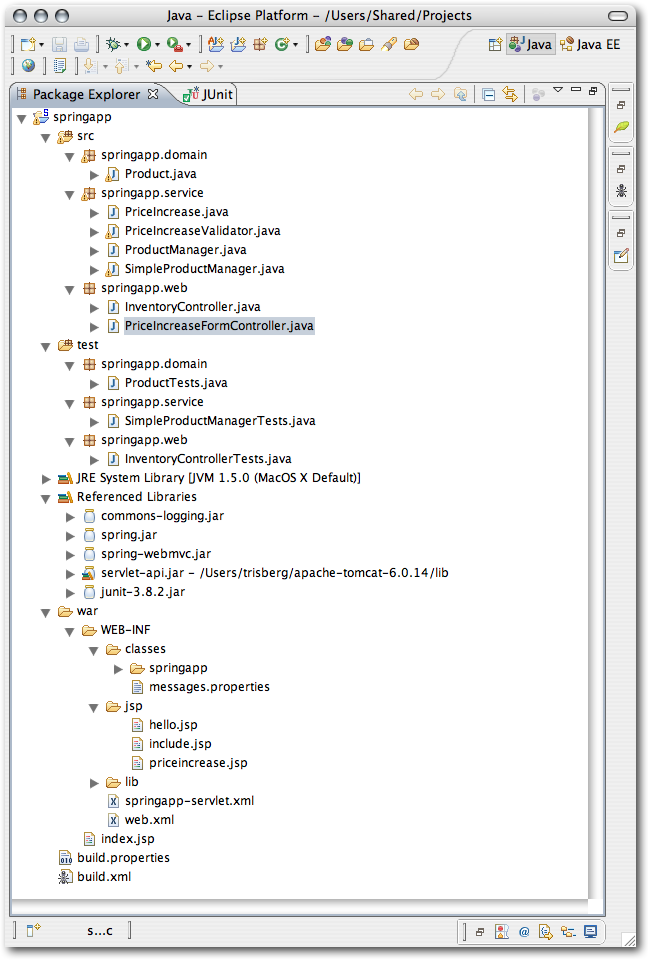 Java – Eclipse Platform – /Users/Shared/Projects
Java Java EE
Package Explorer JUnit
springapp
src
springapp.domain
Product.java
springapp.service
PriceIncrease.java
PriceIncreaseValidator.java
ProductManager.java
SimpleProductManager.java
springapp.web
InventoryController.java
PriceIncreaseFormController.java
test
springapp.domain
ProductTests.java
springapp.service
SimpleProductManagerTests.java
springapp.web
InventoryControllerTests.java
JRE System Library [JVM 1.5.0 (MacOS X Default)]
Referenced Libraries
commons-logging.jar
spring.jar
spring-webmvc.jar
servlet-api.jar – /Users/trisberg/apache-tomcat-6.0.14/lib
junit-3.8.2.jar
war
WEB-INF
classes
springapp
messages.properties
jsp
hello.jsp
include.jsp
priceincrease.jsp
lib
springapp-servlet.xml
web.xml
index.jsp
build.properties
build.xml
s...c